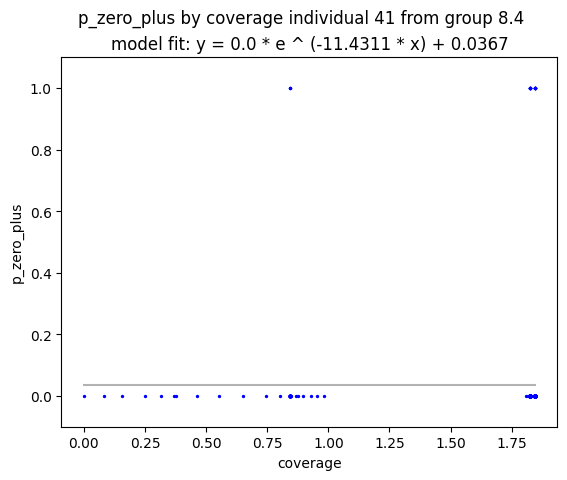 p_zero_plus by coverage individual 41 from group 8.4
model fit: y = 0.0 * e ^ (-11.4311 * x) + 0.0367
1.0
0.8
0.6
0.4
0.2
0.0
p_zero_plus
0.00 0.25 0.50 0.75 1.00 1.25 1.50 1.75
coverage